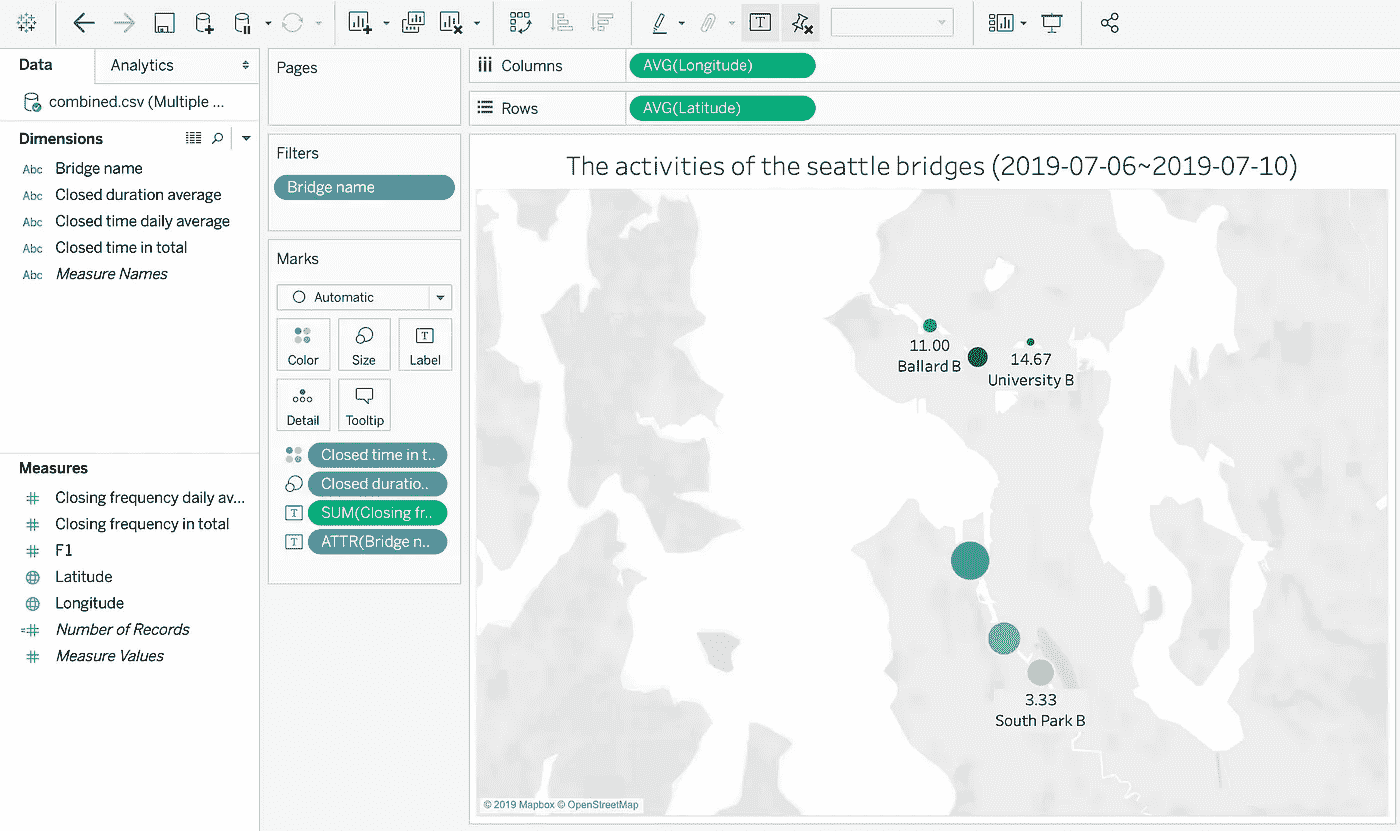 Data
Analytics
combined.csv (Multiple ...
Dimensions
Abc Bridge name
Abc Closed duration average
Abc Closed time daily average
Abc Closed time in total
Abc Measure Names
Measures
Closing frequency daily av...
Closing frequency in total
F1
Latitude
Longitude
Number of Records
Measure Values
Pages
Filters
Bridge name
Marks
Automatic
Color
Size
T
Label
Detail
Tooltip
Closed time in t..
Closed duratio..
T SUM(Closing fr..
T ATTR(Bridge n..
T
Columns
AVG(Longitude)
Rows
AVG(Latitude)
The activities of the seattle bridges (2019-07-06~2019-07-10)
11.00
Ballard B
14.67
University B
3.33
South Park B
© 2019 Mapbox © OpenStreetMap